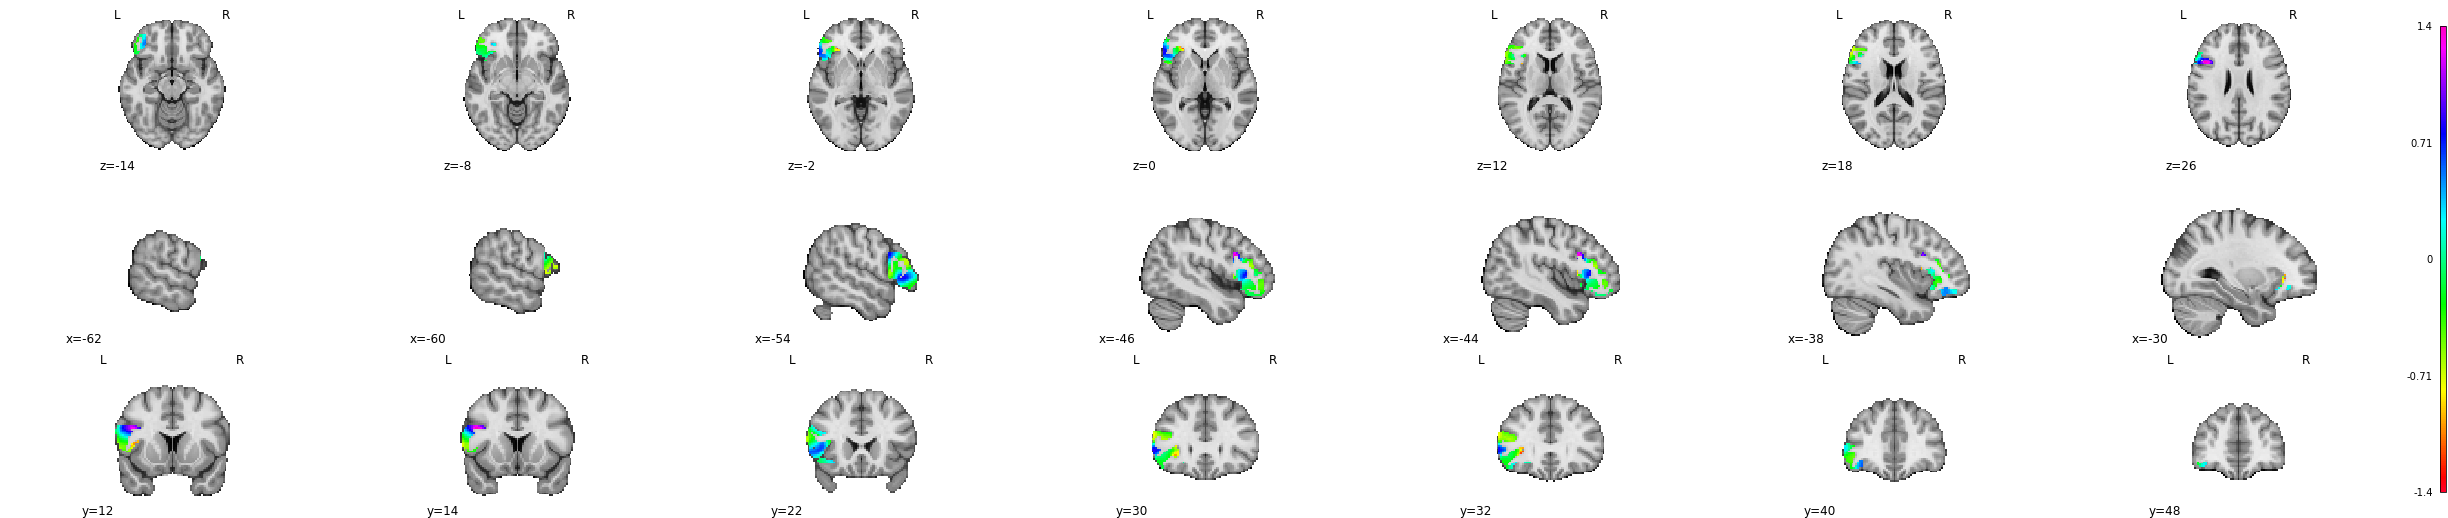 L R L R L R L R L R L R L R
1.4
z=-14 z=-8 z=-2 z=0 z=12 z=18 z=26
0.71
0
x=-62 x=-60 x=-54 x=-46 x=-44 x=-38 x=-30
L R L R L R L R L R L R L R
-0.71
-1.4
y=12 y=14 y=22 y=30 y=32 y=40 y=48